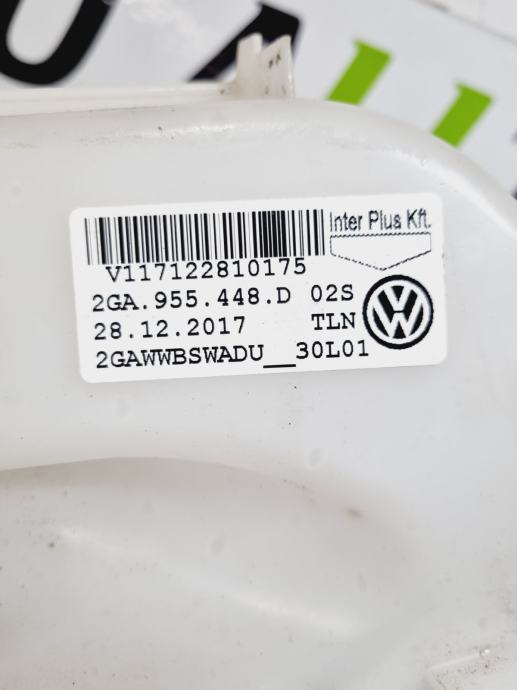 Inter Plus Kft.
V117122810175
2GA.955.448.D 02S
28.12.2017 TLN
2GAWWBSWADU__30L01